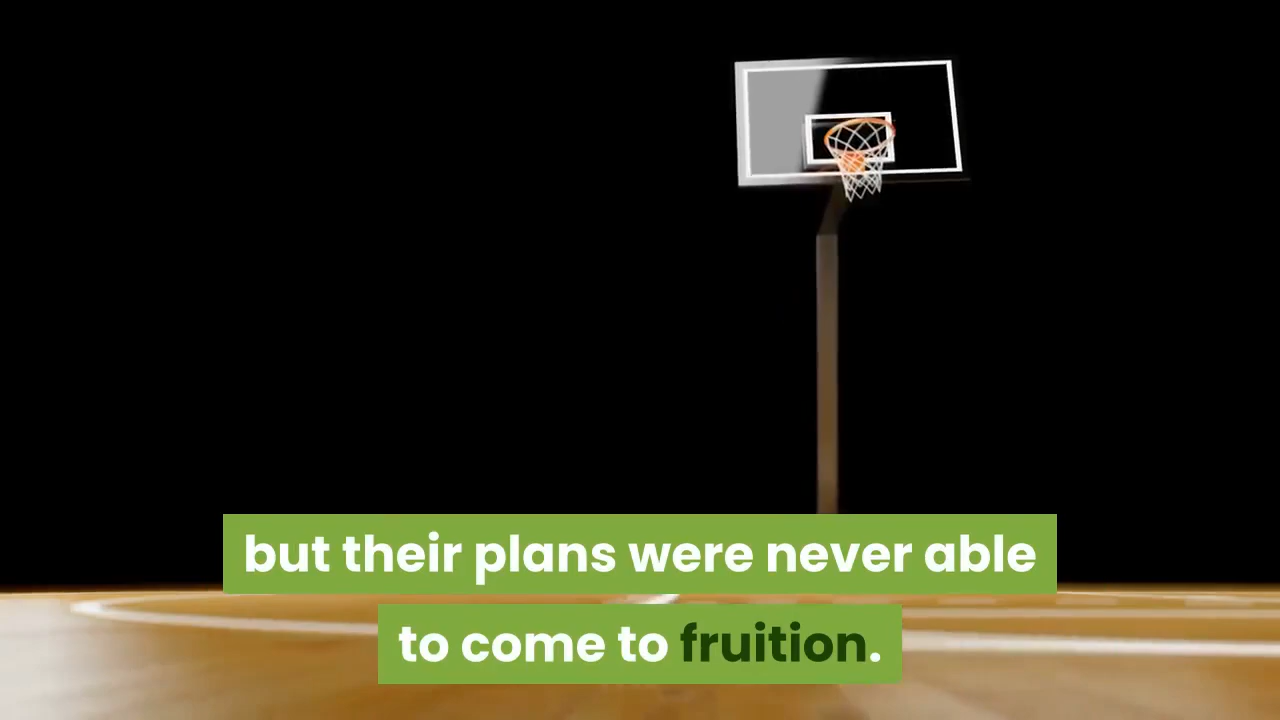 but their plans were never able
to come to fruition.